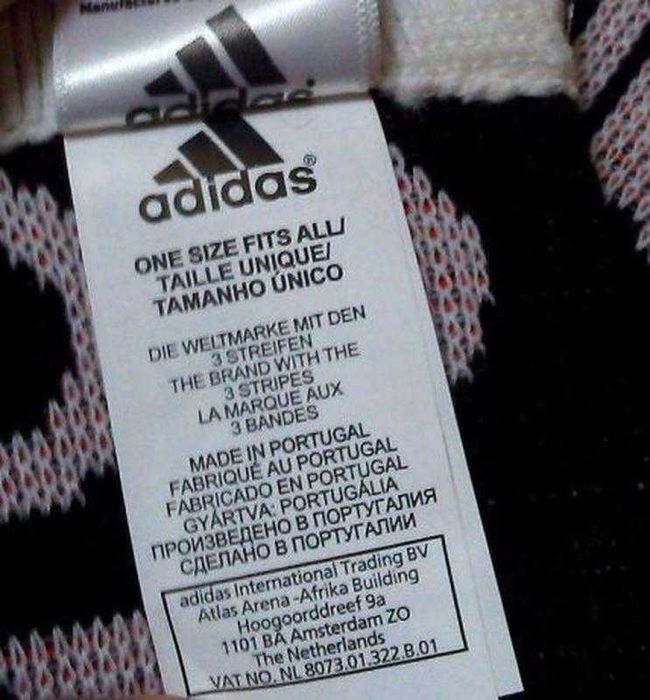 Manufactured
adidas
adidas®
ONE SIZE FITS ALL/
TAILLE UNIQUE/
TAMANHO ÚNICO
DIE WELTMARKE MIT DEN
3 STREIFEN
THE BRAND WITH THE
3 STRIPES
LA MARQUE AUX
3 BANDES
MADE IN PORTUGAL
FABRIQUÉ AU PORTUGAL
FABRICADO EN PORTUGAL
GYÁRTVA: PORTUGÁLIA
ПРОИЗВЕДЕНО В ПОРТУГАЛИЯ
СДЕЛАНО В ПОРТУГАЛИИ
adidas International Trading BV
Atlas Arena -Afrika Building
Hoogoorddreef 9a
1101 BA Amsterdam ZO
The Netherlands
VAT NO. NL 8073.01.322.B.01